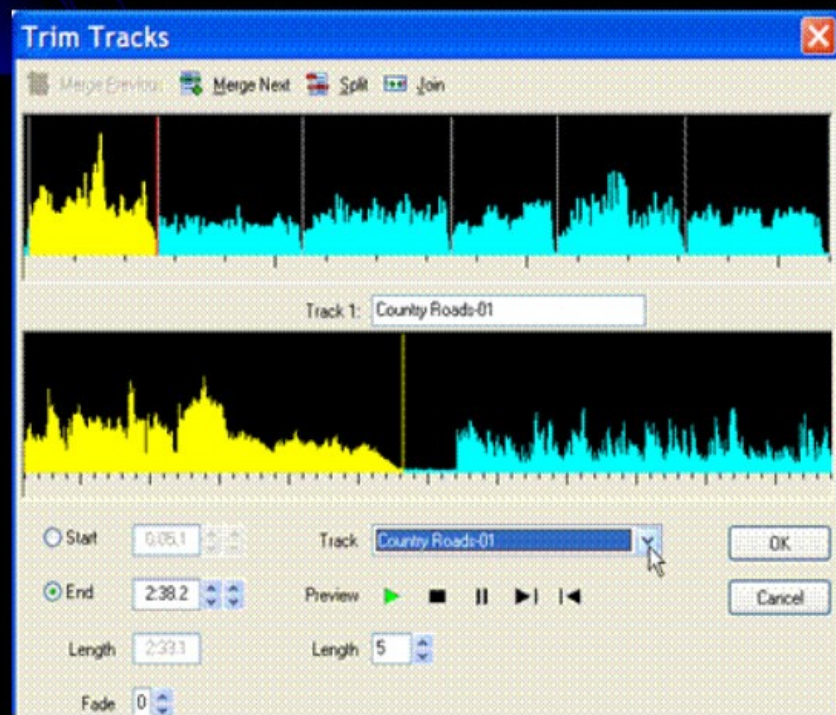 Trim Tracks
Merge Previous Merge Next Split Join
Track 1: Country Roads-01
Start 0:05.1 Track Country Roads-01 OK
End 2:38.2 Preview Cancel
Length 2:33.1 Length 5
Fade 0